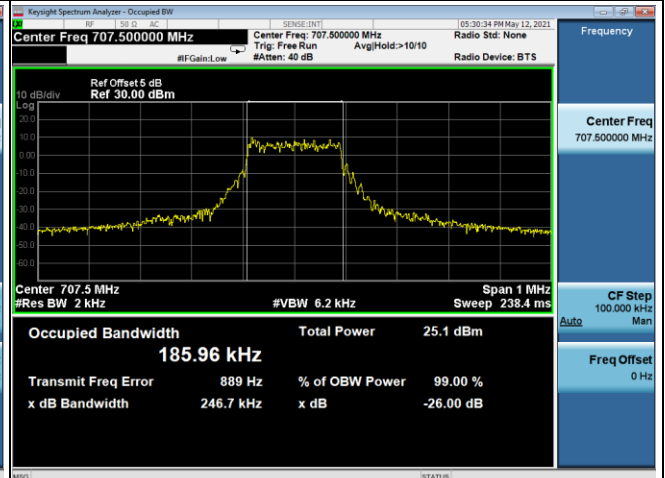 Keysight Spectrum Analyzer - Occupied BW
LXI RF 50 Ω AC SENSE:INT 05:30:34 PM May 12, 2021
Center Freq 707.500000 MHz Center Freq: 707.500000 MHz Radio Std: None
Trig: Free Run Avg|Hold:>10/10
#IFGain:Low #Atten: 40 dB Radio Device: BTS
Ref Offset 5 dB
10 dB/div Ref 30.00 dBm
Log
20.0
10.0
0.00
-10.0
-20.0
-30.0
-40.0
-50.0
-60.0
Center 707.5 MHz Span 1 MHz
#Res BW 2 kHz #VBW 6.2 kHz Sweep 238.4 ms
Occupied Bandwidth Total Power 25.1 dBm
185.96 kHz
Transmit Freq Error 889 Hz % of OBW Power 99.00 %
x dB Bandwidth 246.7 kHz x dB -26.00 dB
MSG STATUS
Frequency
Center Freq
707.500000 MHz
CF Step
100.000 kHz
Auto Man
Freq Offset
0 Hz